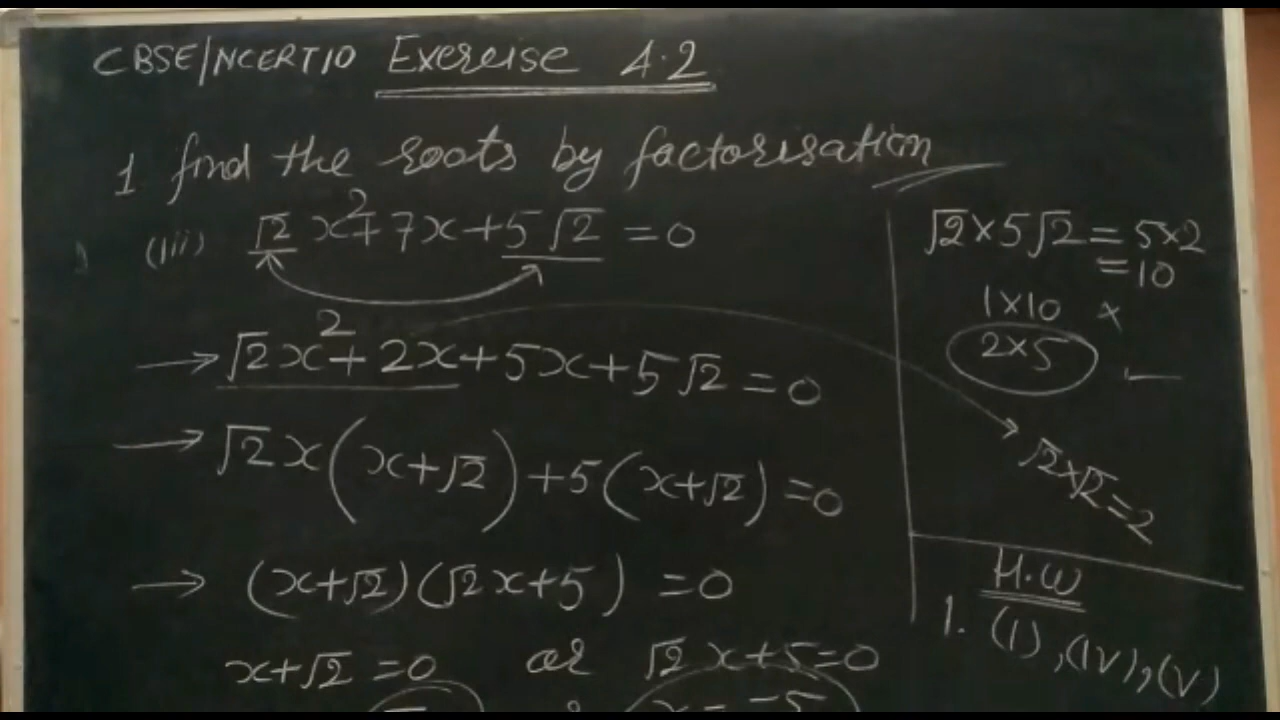 CBSE/NCERT10 Exercise 4.2
1 find the roots by factorisation
(iii) √2 x²+7x+5√2 =0
→ √2x²+2x+5x+5√2=0
→ √2x(x+√2)+5(x+√2)=0
→ (x+√2)(√2x+5) =0
x+√2=0 or √2x+5=0
x = -5
√2×5√2=5×2
=10
1×10 ×
2×5
√2×√2=2
H.W
1. (I),(IV),(V)